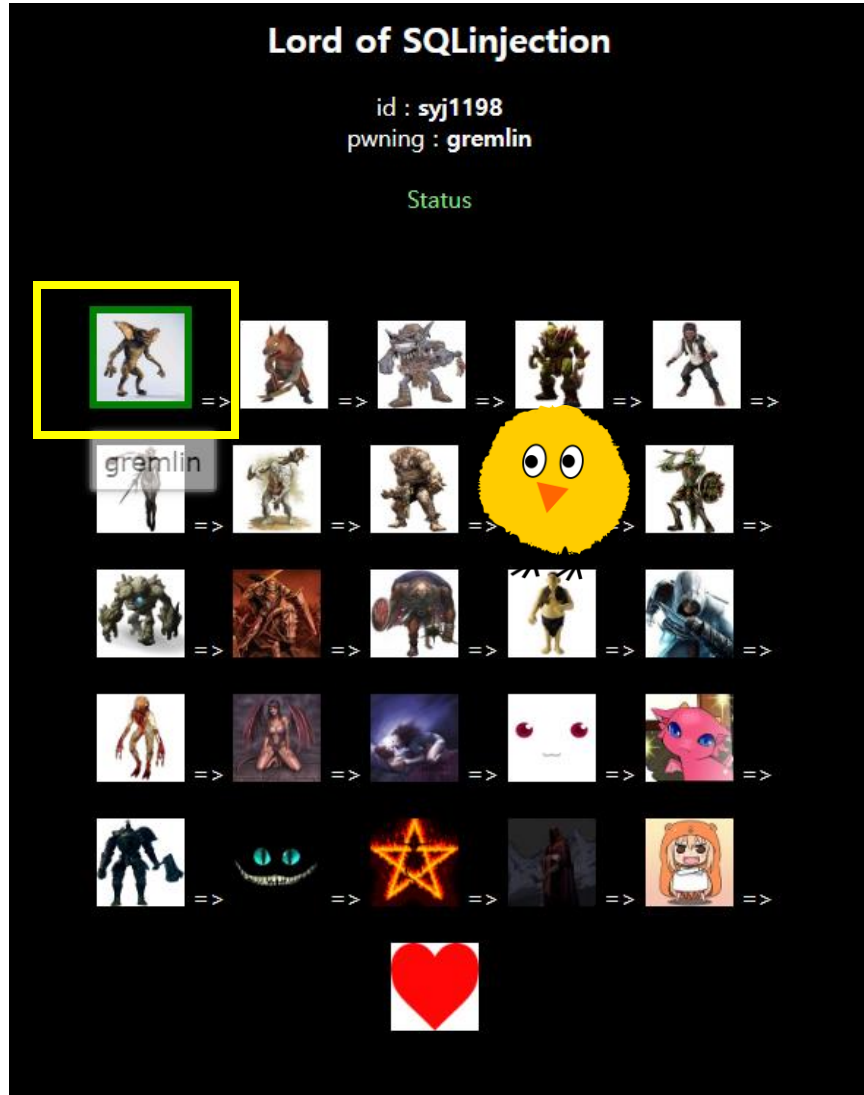 Lord of SQLinjection
id : syj1198
pwning : gremlin
Status
=> => => => =>
gremlin
=> => => =>
=> => => => =>
=> => => => =>
=> => => => =>